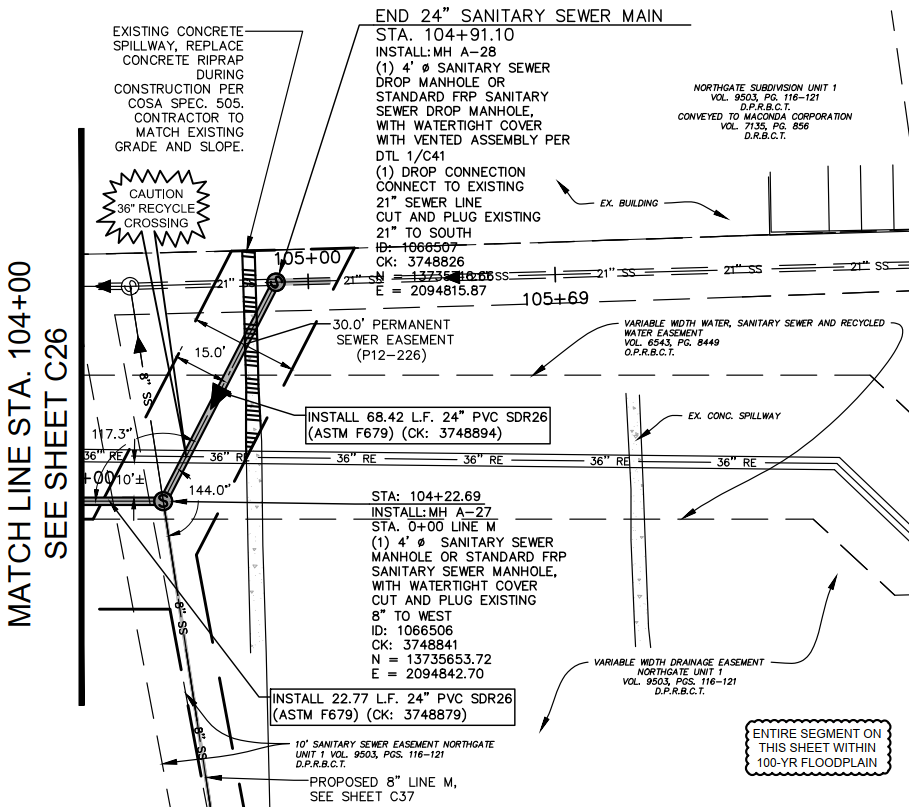 END 24" SANITARY SEWER MAIN
STA. 104+91.10
INSTALL: MH A-28
(1) 4' ø SANITARY SEWER
DROP MANHOLE OR
STANDARD FRP SANITARY
SEWER DROP MANHOLE,
WITH WATERTIGHT COVER
WITH VENTED ASSEMBLY PER
DTL 1/C41
(1) DROP CONNECTION
CONNECT TO EXISTING
21" SEWER LINE
CUT AND PLUG EXISTING
21" TO SOUTH
ID: 1066507
CK: 3748826
N =
E = 2094815.87
EXISTING CONCRETE
SPILLWAY, REPLACE
CONCRETE RIPRAP
DURING
CONSTRUCTION PER
COSA SPEC. 505.
CONTRACTOR TO
MATCH EXISTING
GRADE AND SLOPE.
CAUTION
36" RECYCLE
CROSSING
NORTHGATE SUBDIVISION UNIT 1
VOL. 9503, PG. 116-121
D.P.R.B.C.T.
CONVEYED TO MACONDA CORPORATION
VOL. 7135, PG. 856
D.R.B.C.T.
EX. BUILDING
MATCH LINE STA. 104+00
SEE SHEET C26
105+00
21" SS
21" SS
SS
21" SS
21" SS
21" SS
105+69
30.0' PERMANENT
SEWER EASEMENT
(P12-226)
15.0'
8" SS
VARIABLE WIDTH WATER, SANITARY SEWER AND RECYCLED
WATER EASEMENT
VOL. 6543, PG. 8449
O.P.R.B.C.T.
INSTALL 68.42 L.F. 24" PVC SDR26
(ASTM F679) (CK: 3748894)
EX. CONC. SPILLWAY
117.3°
36" RE
36" RE
36" RE
36" RE
36" RE
36" RE
+00
10'±
144.0°
STA: 104+22.69
INSTALL: MH A-27
STA. 0+00 LINE M
(1) 4' ø SANITARY SEWER
MANHOLE OR STANDARD FRP
SANITARY SEWER MANHOLE,
WITH WATERTIGHT COVER
CUT AND PLUG EXISTING
8" TO WEST
ID: 1066506
CK: 3748841
N = 13735653.72
E = 2094842.70
8" SS
VARIABLE WIDTH DRAINAGE EASEMENT
NORTHGATE UNIT 1
VOL. 9503, PGS. 116-121
D.P.R.B.C.T.
INSTALL 22.77 L.F. 24" PVC SDR26
(ASTM F679) (CK: 3748879)
8" SS
10' SANITARY SEWER EASEMENT NORTHGATE
UNIT 1 VOL. 9503, PGS. 116-121
D.P.R.B.C.T.
PROPOSED 8" LINE M,
SEE SHEET C37
ENTIRE SEGMENT ON
THIS SHEET WITHIN
100-YR FLOODPLAIN